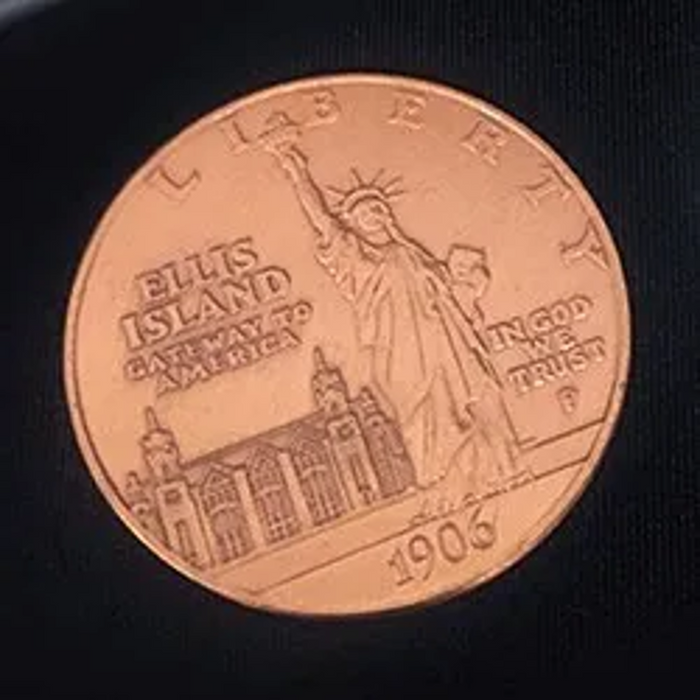 LIBERTY
ELLIS
ISLAND
GATEWAY TO
AMERICA
IN GOD
WE
TRUST
P
1906